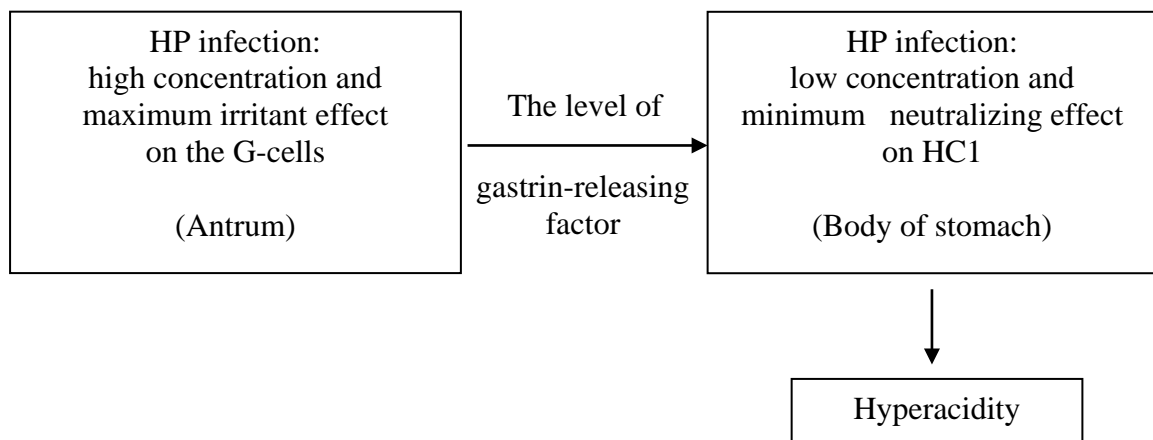 HP infection:
high concentration and
maximum irritant effect
on the G-cells
(Antrum)
The level of
gastrin-releasing
factor
HP infection:
low concentration and
minimum neutralizing effect
on HC1
(Body of stomach)
Hyperacidity